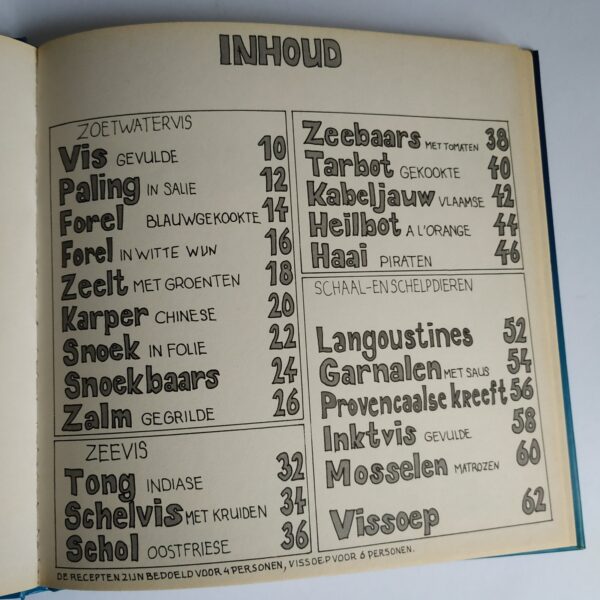 INHOUD
ZOETWATERVIS
Vis GEVULDE 10
Paling IN SALIE 12
Forel BLAUWGEKOOKTE 14
Forel IN WITTE WIJN 16
Zeelt MET GROENTEN 18
Karper CHINESE 20
Snoek IN FOLIE 22
Snoekbaars 24
Zalm GEGRILDE 26
ZEEVIS
Tong INDIASE 32
Schelvis MET KRUIDEN 34
Schol OOSTFRIESE 36
Zeebaars MET TOMATEN 38
Tarbot GEKOOKTE 40
Kabeljauw VLAAMSE 42
Heilbot A L'ORANGE 44
Haai PIRATEN 46
SCHAAL-EN SCHELPDIEREN
Langoustines 52
Garnalen MET SAUS 54
Provencaalse kreeft 56
Inktvis GEVULDE 58
Mosselen MATROZEN 60
Vissoep 62
DE RECEPTEN ZIJN BEDOELD VOOR 4 PERSONEN, VISSOEP VOOR 8 PERSONEN.